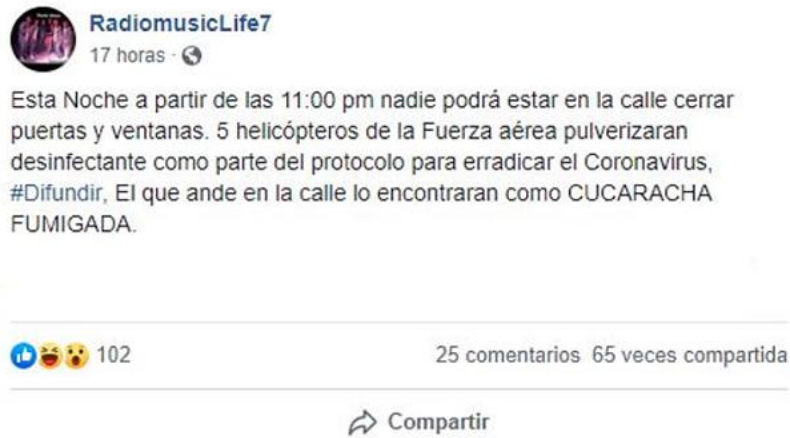 RadiomusicLife7
17 horas ·
Esta Noche a partir de las 11:00 pm nadie podrá estar en la calle cerrar
puertas y ventanas. 5 helicópteros de la Fuerza aérea pulverizaran
desinfectante como parte del protocolo para erradicar el Coronavirus,
#Difundir, El que ande en la calle lo encontraran como CUCARACHA
FUMIGADA.
102 25 comentarios 65 veces compartida
Compartir